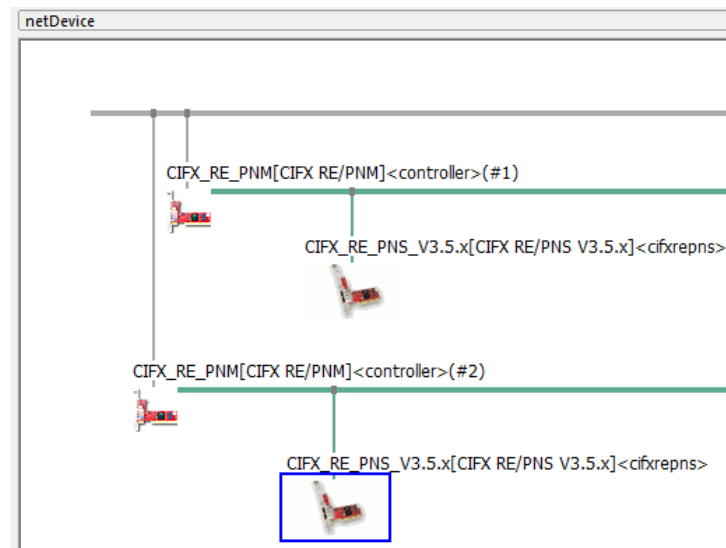 netDevice
CIFX_RE_PNM[CIFX RE/PNM]<controller>(#1)
CIFX_RE_PNS_V3.5.x[CIFX RE/PNS V3.5.x]<cifxrepns>
CIFX_RE_PNM[CIFX RE/PNM]<controller>(#2)
CIFX_RE_PNS_V3.5.x[CIFX RE/PNS V3.5.x]<cifxrepns>